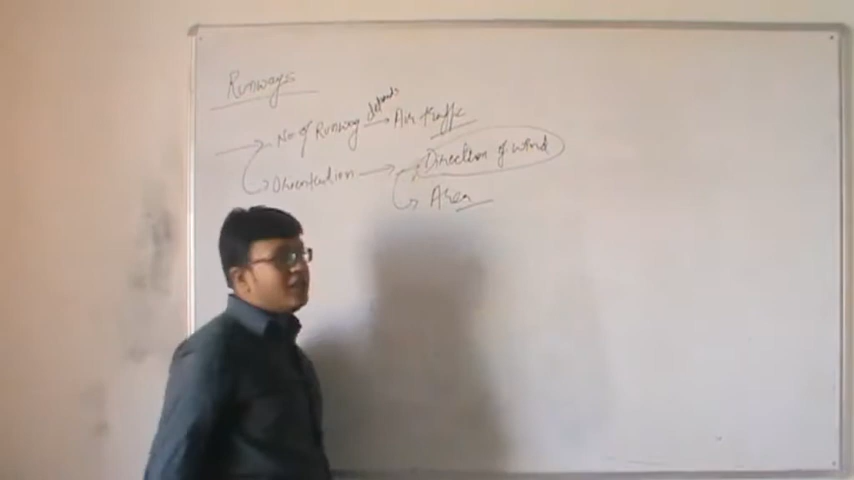 Runways
No of Runway depends Air traffic
Orientation Direction of wind
Area